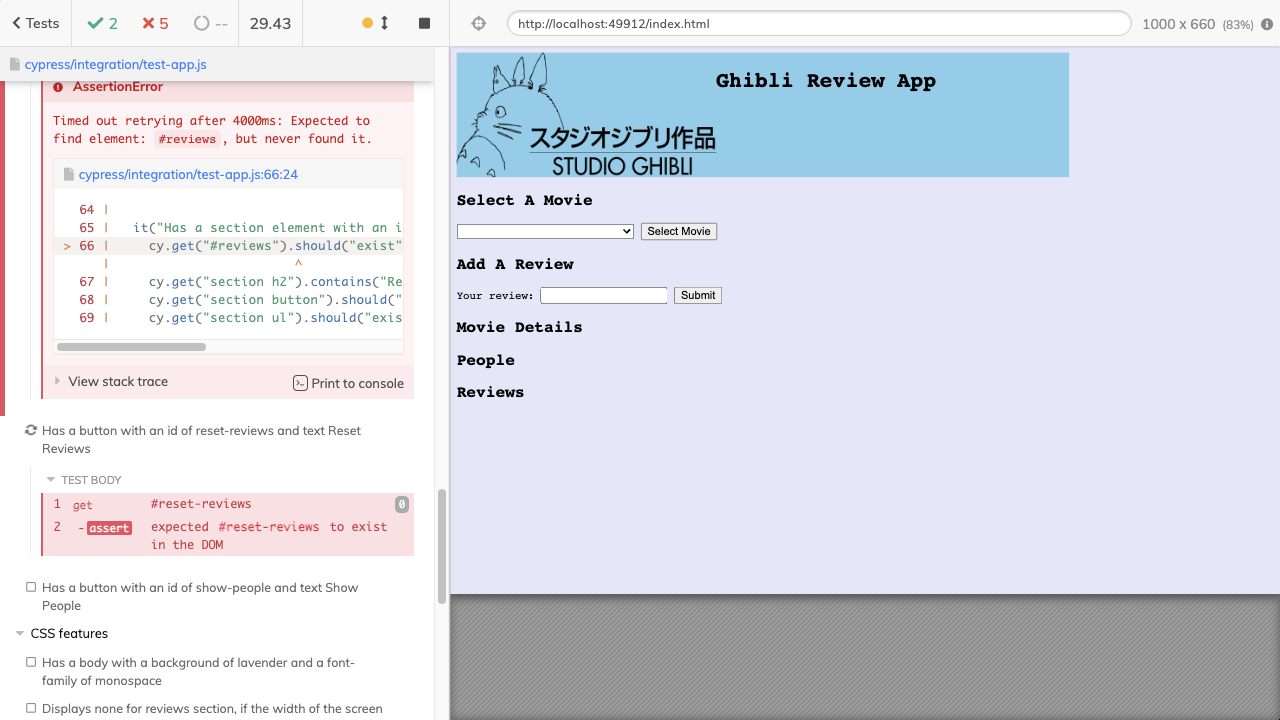 Tests
2
5
--
29.43
http://localhost:49912/index.html
1000 x 660 (83%)
cypress/integration/test-app.js
AssertionError
Timed out retrying after 4000ms: Expected to
find element: #reviews, but never found it.
cypress/integration/test-app.js:66:24
64 |
65 | it("Has a section element with an i
> 66 | cy.get("#reviews").should("exist"
| ^
67 | cy.get("section h2").contains("Re
68 | cy.get("section button").should("
69 | cy.get("section ul").should("exis
View stack trace
Print to console
Has a button with an id of reset-reviews and text Reset
Reviews
TEST BODY
1 get #reset-reviews 0
2 -assert expected #reset-reviews to exist
in the DOM
Has a button with an id of show-people and text Show
People
CSS features
Has a body with a background of lavender and a font-
family of monospace
Displays none for reviews section, if the width of the screen
Ghibli Review App
スタジオジブリ作品
STUDIO GHIBLI
Select A Movie
Select Movie
Add A Review
Your review:
Submit
Movie Details
People
Reviews